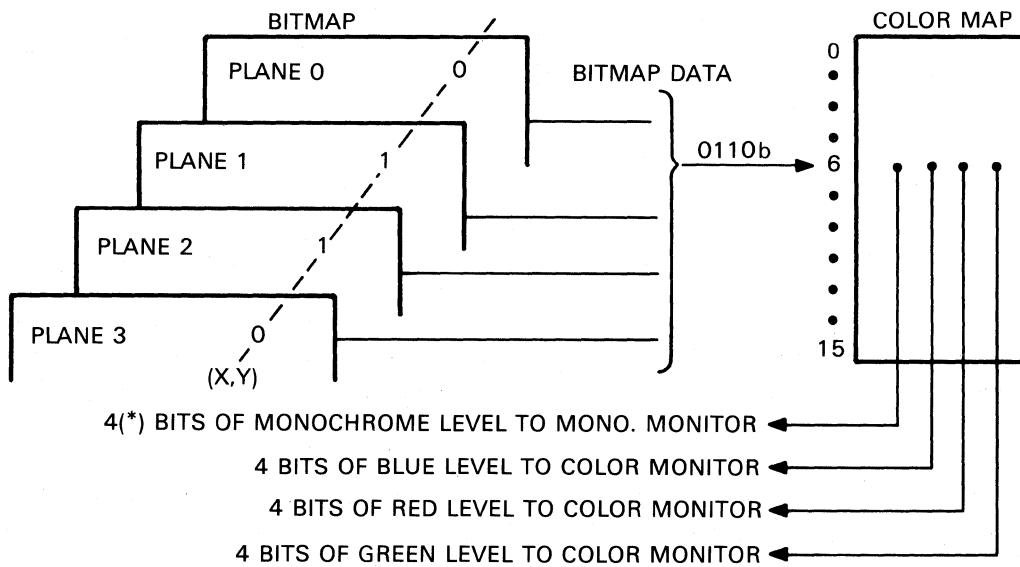 BITMAP
COLOR MAP
PLANE 0
0
BITMAP DATA
0
PLANE 1
1
0110b
6
PLANE 2
1
PLANE 3
0
15
(X,Y)
4(*) BITS OF MONOCHROME LEVEL TO MONO. MONITOR
4 BITS OF BLUE LEVEL TO COLOR MONITOR
4 BITS OF RED LEVEL TO COLOR MONITOR
4 BITS OF GREEN LEVEL TO COLOR MONITOR